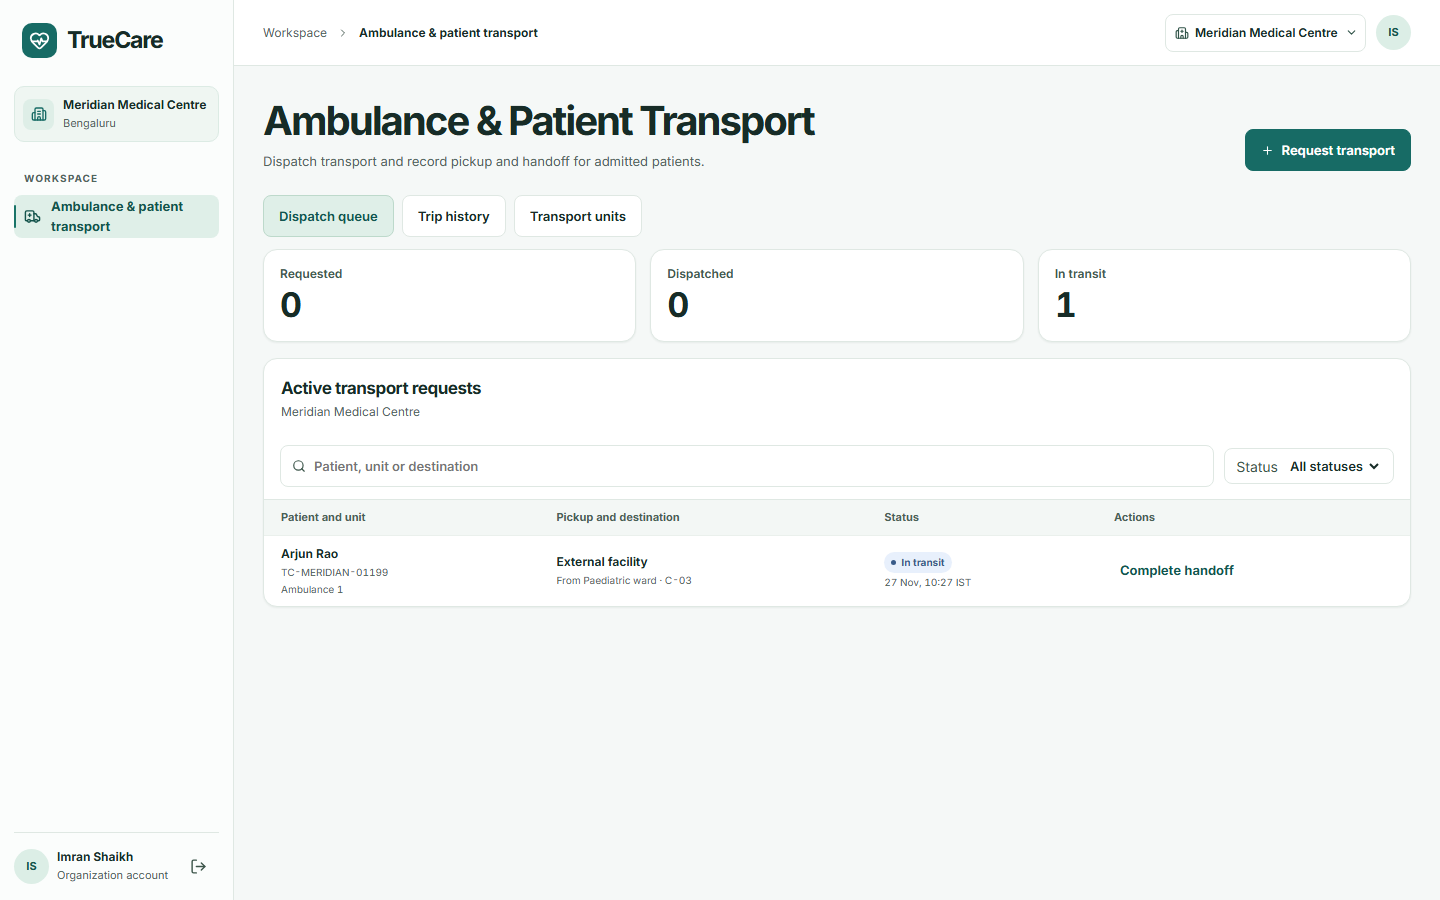 TrueCare
Meridian Medical Centre
Bengaluru
WORKSPACE
Ambulance & patient
transport
Imran Shaikh
Organization account
IS
Workspace
Ambulance & patient transport
Meridian Medical Centre
IS
Ambulance & Patient Transport
Dispatch transport and record pickup and handoff for admitted patients.
Request transport
Dispatch queue
Trip history
Transport units
Requested
0
Dispatched
0
In transit
1
Active transport requests
Meridian Medical Centre
Patient, unit or destination
Status All statuses
Patient and unit
Pickup and destination
Status
Actions
Arjun Rao
TC-MERIDIAN-01199
Ambulance 1
External facility
From Paediatric ward · C-03
In transit
27 Nov, 10:27 IST
Complete handoff